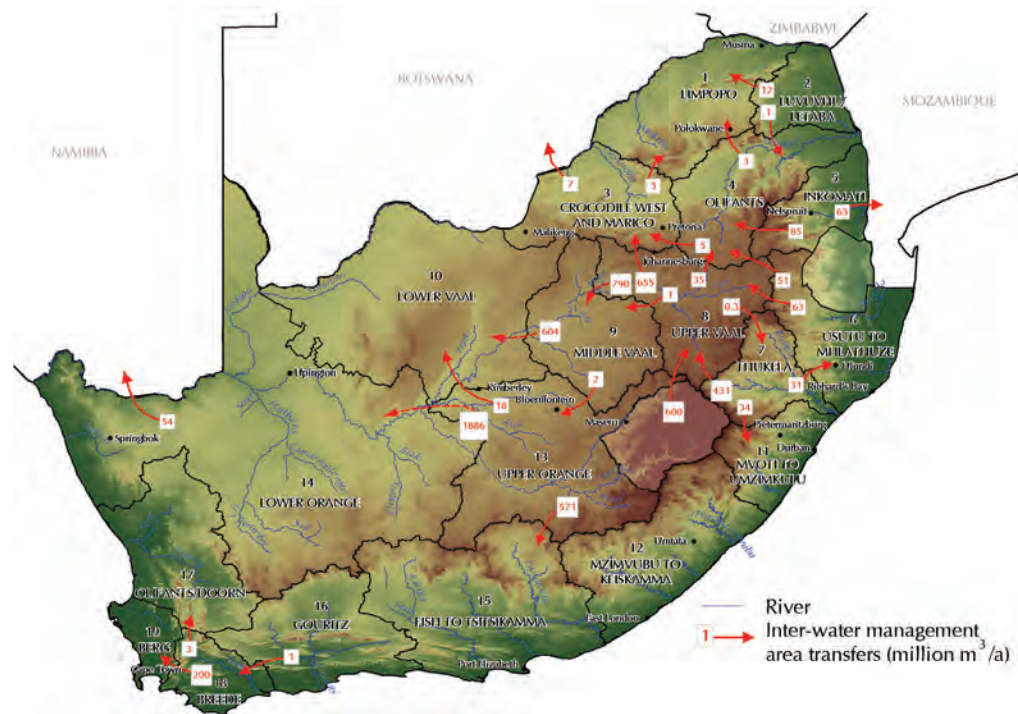 ZIMBABWE
Musina
BOTSWANA
1
LIMPOPO
12
2
LUVUVHU/
LETABA
1
MOZAMBIQUE
Polokwane
NAMIBIA
3
7
3
3
CROCODILE WEST
AND MARICO
4
OLIFANTS
5
INKOMATI
Nelspruit
63
Mafikeng
Pretoria
85
5
Johannesburg
10
LOWER VAAL
790
655
35
51
1
0.3
63
8
UPPER VAAL
6
USUTU TO
MHLATHUZE
604
9
MIDDLE VAAL
7
THUKELA
Ulundi
Upington
Kimberley
2
431
31
Richard's Bay
54
18
Bloemfontein
600
34
Springbok
1886
Maseru
Pietermaritzburg
Durban
13
UPPER ORANGE
11
MVOTI TO
UMZIMKULU
14
LOWER ORANGE
521
12
MZIMVUBU TO
KEISKAMMA
Umtata
17
OLIFANTS/DOORN
16
GOURITZ
15
FISH TO TSITSIKAMMA
East London
River
19
BERG
3
1
1
Inter-water management
area transfers (million m³/a)
Cape Town
200
18
BREEDE
Port Elizabeth